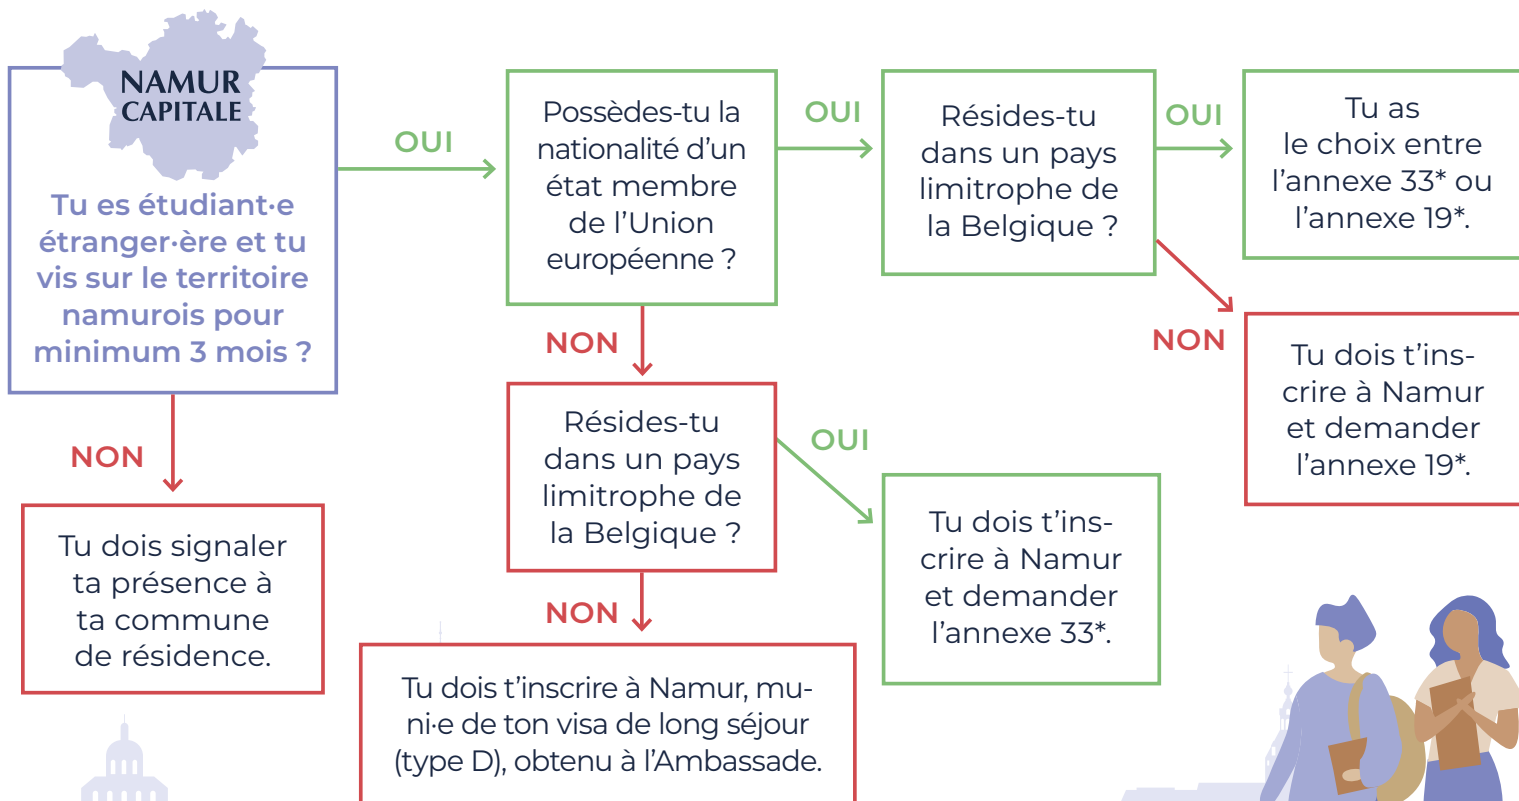 NAMUR
CAPITALE
Tu es étudiant·e
étranger·ère et tu
vis sur le territoire
namurois pour
minimum 3 mois ?
OUI
Possèdes-tu la
nationalité d’un
état membre
de l’Union
européenne ?
OUI
Résides-tu
dans un pays
limitrophe de
la Belgique ?
OUI
Tu as
le choix entre
l’annexe 33* ou
l’annexe 19*.
NON
Tu dois t’ins-
crire à Namur
et demander
l’annexe 19*.
NON
Résides-tu
dans un pays
limitrophe de
la Belgique ?
OUI
Tu dois t’ins-
crire à Namur
et demander
l’annexe 33*.
NON
Tu dois signaler
ta présence à
ta commune
de résidence.
NON
Tu dois t’inscrire à Namur, mu-
ni·e de ton visa de long séjour
(type D), obtenu à l’Ambassade.